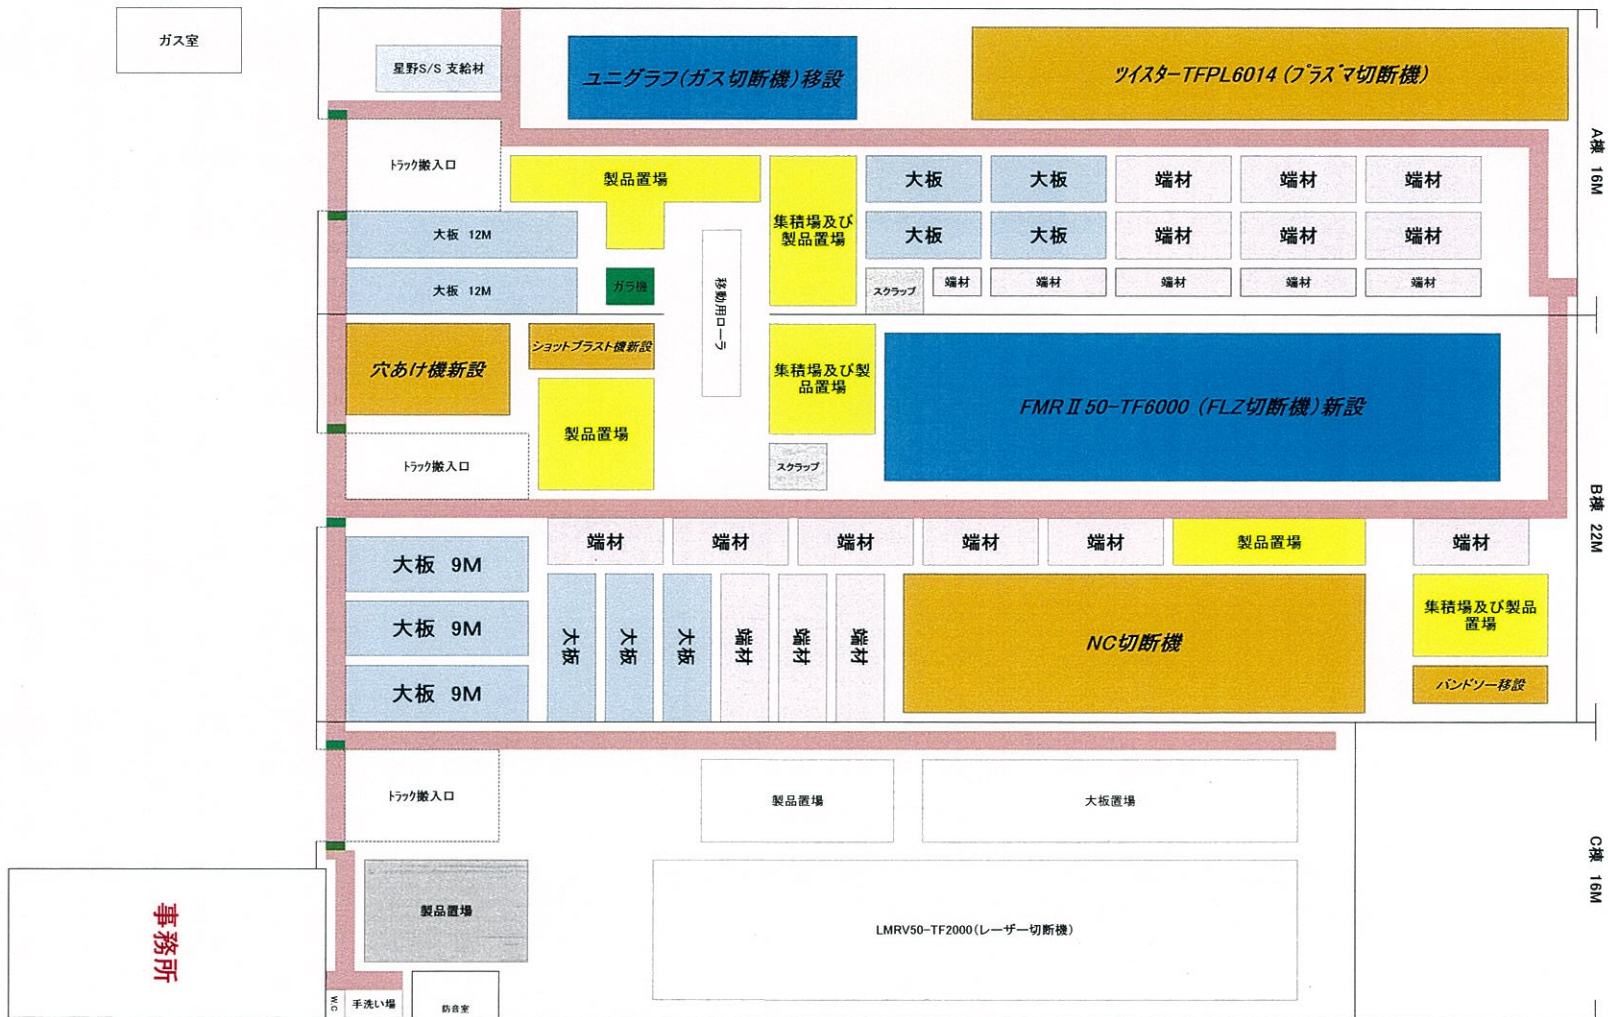 ガス室
星野S/S 支給材
ユニグラフ(ガス切断機)移設
ツイスターTFPL6014 (プラズマ切断機)
A棟 16M
トラック搬入口
製品置場
集積場及び
製品置場
大板
大板
端材
端材
端材
大板 12M
大板
大板
端材
端材
端材
大板 12M
ガラ機
移動用ローラ
スクラップ
端材
端材
端材
端材
端材
穴あけ機新設
ショットブラスト機新設
集積場及び製
品置場
FMRⅡ50-TF6000 (FLZ切断機)新設
製品置場
トラック搬入口
スクラップ
B棟 22M
端材
端材
端材
端材
端材
製品置場
端材
大板 9M
大板 9M
大板 9M
大板
大板
大板
端材
端材
端材
NC切断機
集積場及び製品
置場
バンドソー移設
トラック搬入口
製品置場
大板置場
C棟 16M
製品置場
LMRV50-TF2000(レーザー切断機)
事務所
W.C
手洗い場
防音室